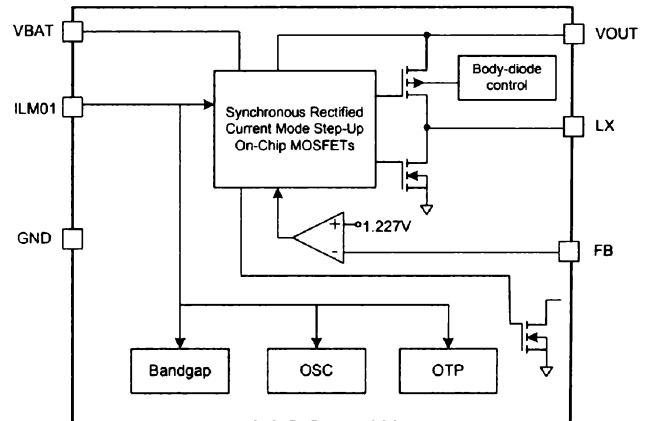 VBAT
VOUT
Body-diode
control
ILM01
Synchronous Rectified
Current Mode Step-Up
On-Chip MOSFETs
LX
+
1.227V
-
GND
FB
Bandgap
OSC
OTP